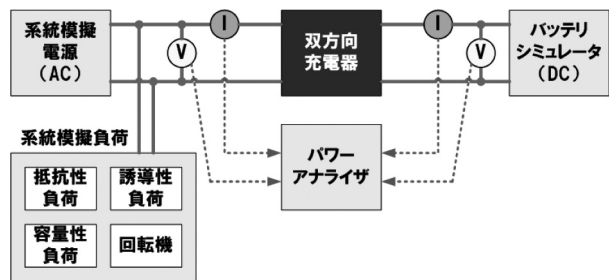 系統模擬
電源
（AC）
I
V
双方向
充電器
I
V
バッテリ
シミュレータ
（DC）
系統模擬負荷
抵抗性
負荷
誘導性
負荷
容量性
負荷
回転機
パワー
アナライザ